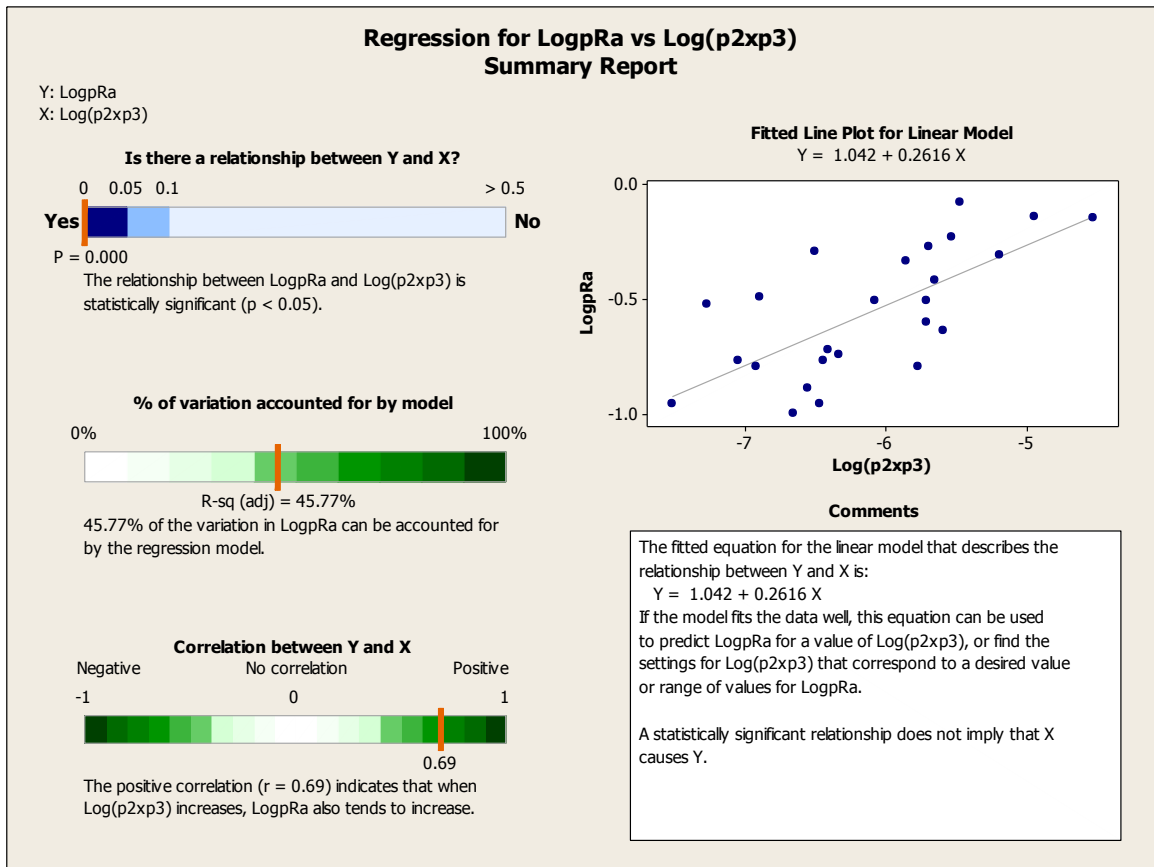 Regression for LogpRa vs Log(p2xp3)
Summary Report
Y: LogpRa
X: Log(p2xp3)
Is there a relationship between Y and X?
0 0.05 0.1 > 0.5
Yes No
P = 0.000
The relationship between LogpRa and Log(p2xp3) is
statistically significant (p < 0.05).
% of variation accounted for by model
0% 100%
R-sq (adj) = 45.77%
45.77% of the variation in LogpRa can be accounted for
by the regression model.
Correlation between Y and X
Negative No correlation Positive
-1 0 1
0.69
The positive correlation (r = 0.69) indicates that when
Log(p2xp3) increases, LogpRa also tends to increase.
Fitted Line Plot for Linear Model
Y = 1.042 + 0.2616 X
0.0
-0.5
-1.0
LogpRa
-7 -6 -5
Log(p2xp3)
Comments
The fitted equation for the linear model that describes the
relationship between Y and X is:
Y = 1.042 + 0.2616 X
If the model fits the data well, this equation can be used
to predict LogpRa for a value of Log(p2xp3), or find the
settings for Log(p2xp3) that correspond to a desired value
or range of values for LogpRa.
A statistically significant relationship does not imply that X
causes Y.